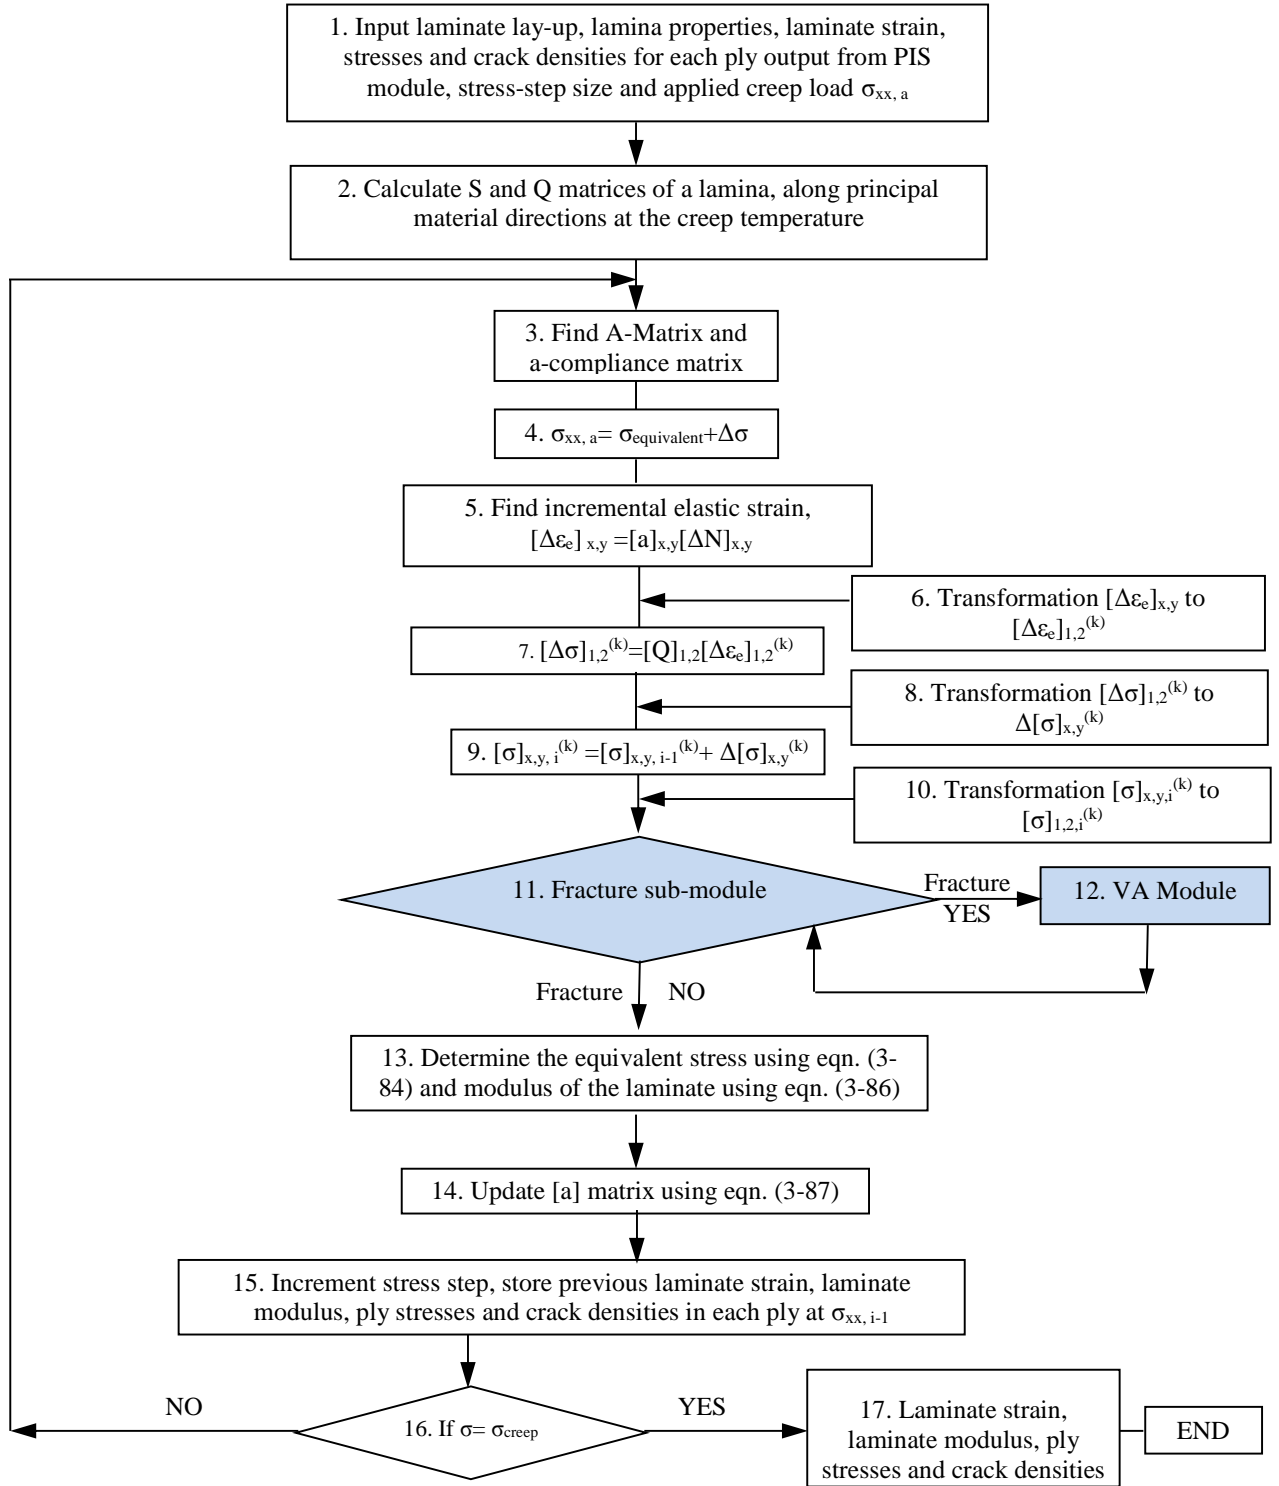 1. Input laminate lay-up, lamina properties, laminate strain,
stresses and crack densities for each ply output from PIS
module, stress-step size and applied creep load σxx, a
2. Calculate S and Q matrices of a lamina, along principal
material directions at the creep temperature
3. Find A-Matrix and
a-compliance matrix
4. σxx, a= σequivalent+Δσ
5. Find incremental elastic strain,
[Δεe] x,y =[a]x,y[ΔN]x,y
6. Transformation [Δεe]x,y to
[Δεe]1,2(k)
7. [Δσ]1,2(k)=[Q]1,2[Δεe]1,2(k)
8. Transformation [Δσ]1,2(k) to
Δ[σ]x,y(k)
9. [σ]x,y, i(k) =[σ]x,y, i-1(k)+ Δ[σ]x,y(k)
10. Transformation [σ]x,y,i(k) to
[σ]1,2,i(k)
11. Fracture sub-module
Fracture
YES
12. VA Module
Fracture NO
13. Determine the equivalent stress using eqn. (3-
84) and modulus of the laminate using eqn. (3-86)
14. Update [a] matrix using eqn. (3-87)
15. Increment stress step, store previous laminate strain, laminate
modulus, ply stresses and crack densities in each ply at σxx, i-1
NO
16. If σ= σcreep
YES
17. Laminate strain,
laminate modulus, ply
stresses and crack densities
END